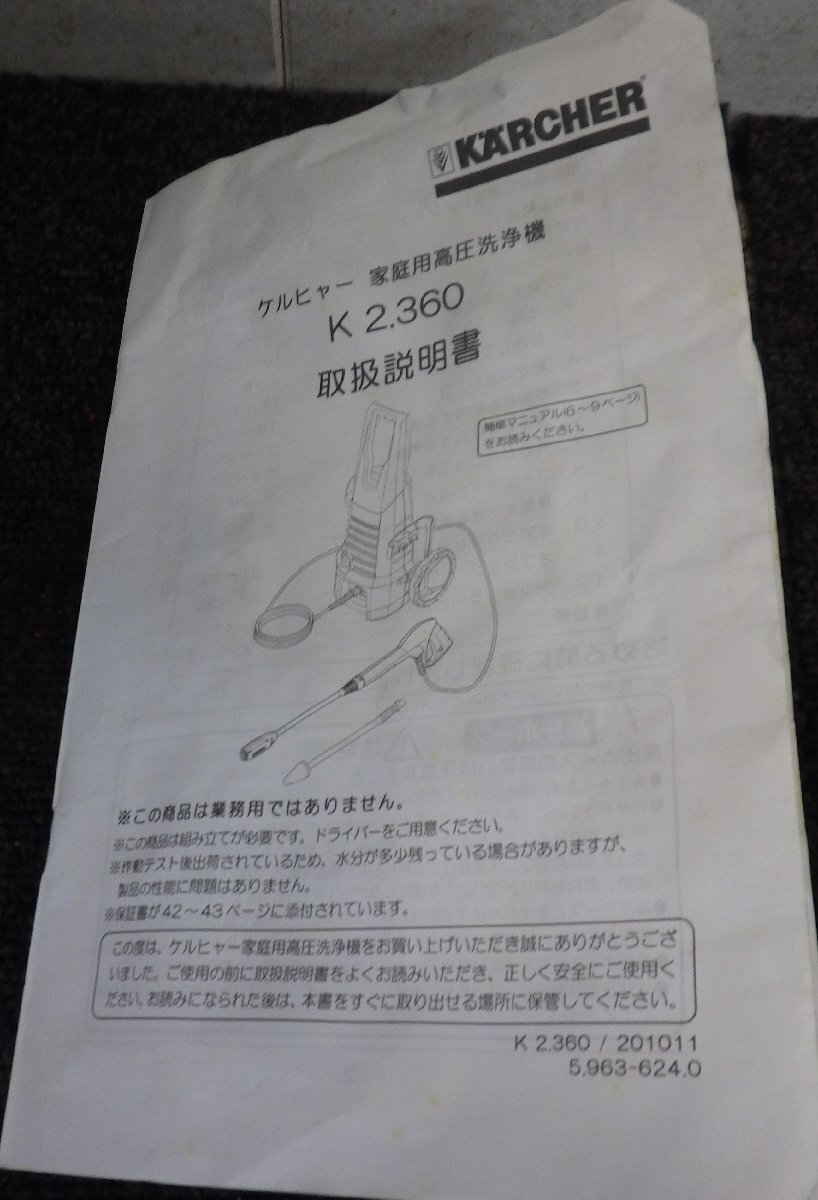 KÄRCHER
ケルヒャー 家庭用高圧洗浄機
K 2.360
取扱説明書
簡単マニュアル(6～9ページ)
をお読みください。
※この商品は業務用ではありません。
※この商品は組み立てが必要です。ドライバーをご用意ください。
※作動テスト後出荷されているため、水分が多少残っている場合がありますが、
製品の性能に問題はありません。
※保証書が42～43ページに添付されています。
この度は、ケルヒャー家庭用高圧洗浄機をお買い上げいただき誠にありがとうござ
いました。ご使用の前に取扱説明書をよくお読みいただき、正しく安全にご使用く
ださい。お読みになられた後は、本書をすぐに取り出せる場所に保管してください。
K 2.360 / 201011
5.963-624.0